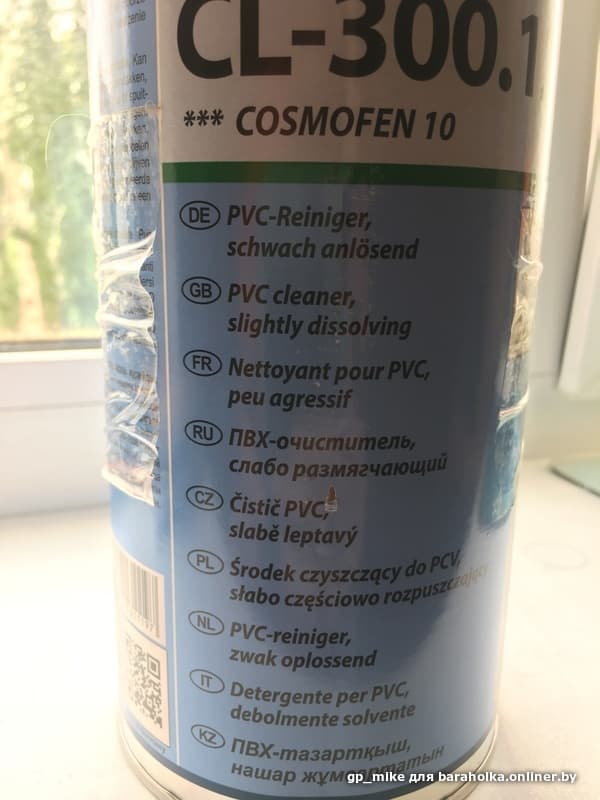 CL-300.1
*** COSMOFEN 10
DE PVC-Reiniger,
schwach anlösend
GB PVC cleaner,
slightly dissolving
FR Nettoyant pour PVC,
peu agressif
RU ПВХ-очиститель,
слабо размягчающий
CZ Čistič PVC,
slabě leptavý
PL Środek czyszczący do PCV,
słabo częściowo rozpuszczający
NL PVC-reiniger,
zwak oplossend
IT Detergente per PVC,
debolmente solvente
KZ ПВХ-тазартқыш,
нашар жұмсартатын
gp_mike для baraholka.onliner.by